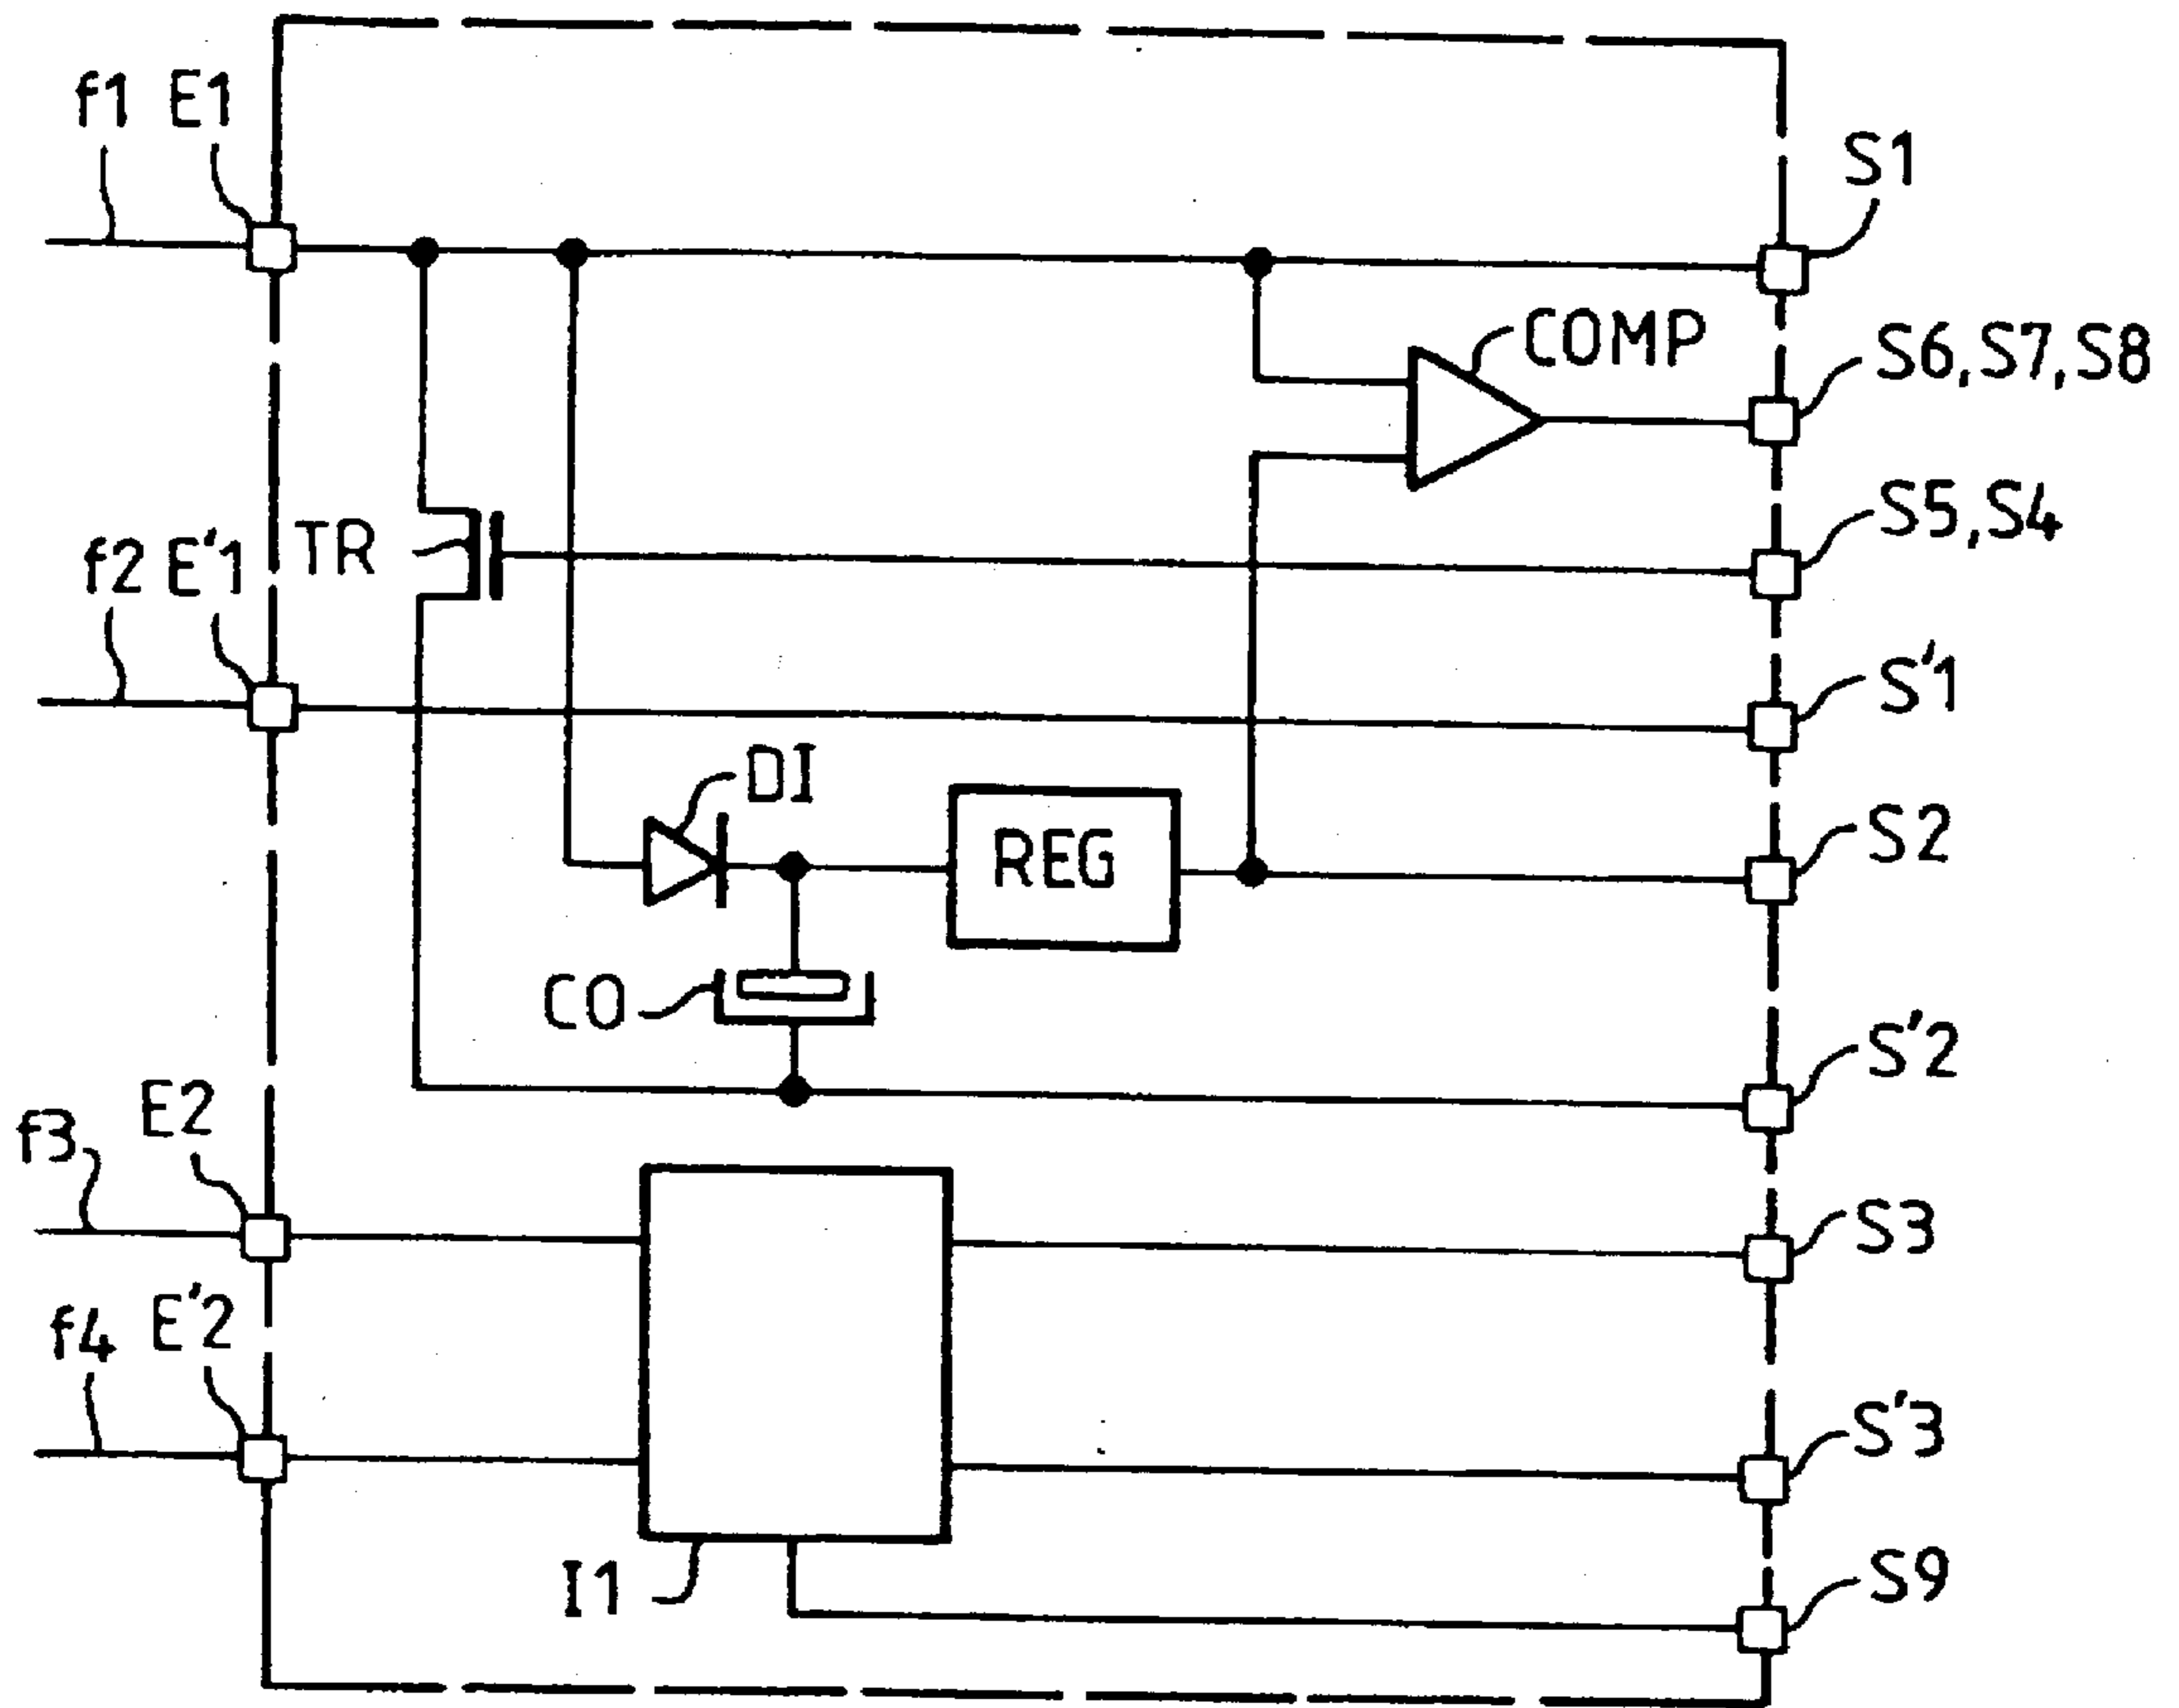 f1 E1
S1
COMP
S6,S7,S8
S5,S4
TR
f2 E'1
S'1
DI
S2
REG
CO
S'2
E2
f3
S3
E'2
f4
S'3
I1
S9